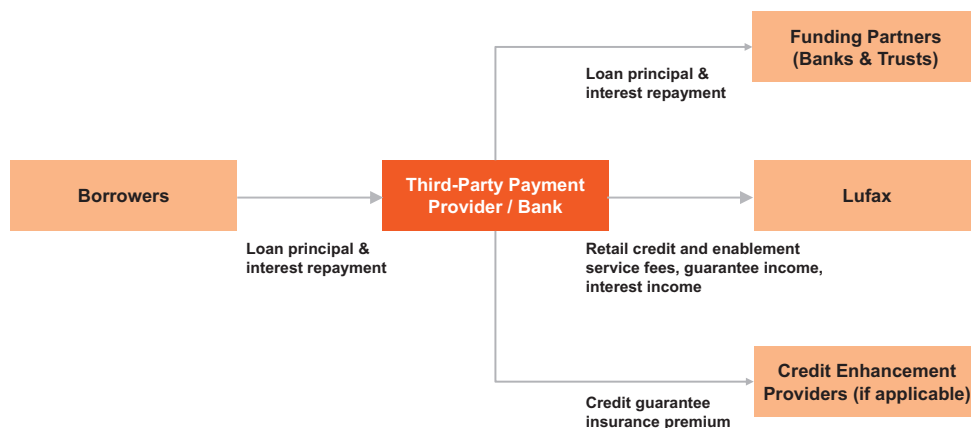 Funding Partners
(Banks & Trusts)
Loan principal &
interest repayment
Borrowers
Third-Party Payment
Provider / Bank
Lufax
Loan principal &
interest repayment
Retail credit and enablement
service fees, guarantee income,
interest income
Credit Enhancement
Providers (if applicable)
Credit guarantee
insurance premium